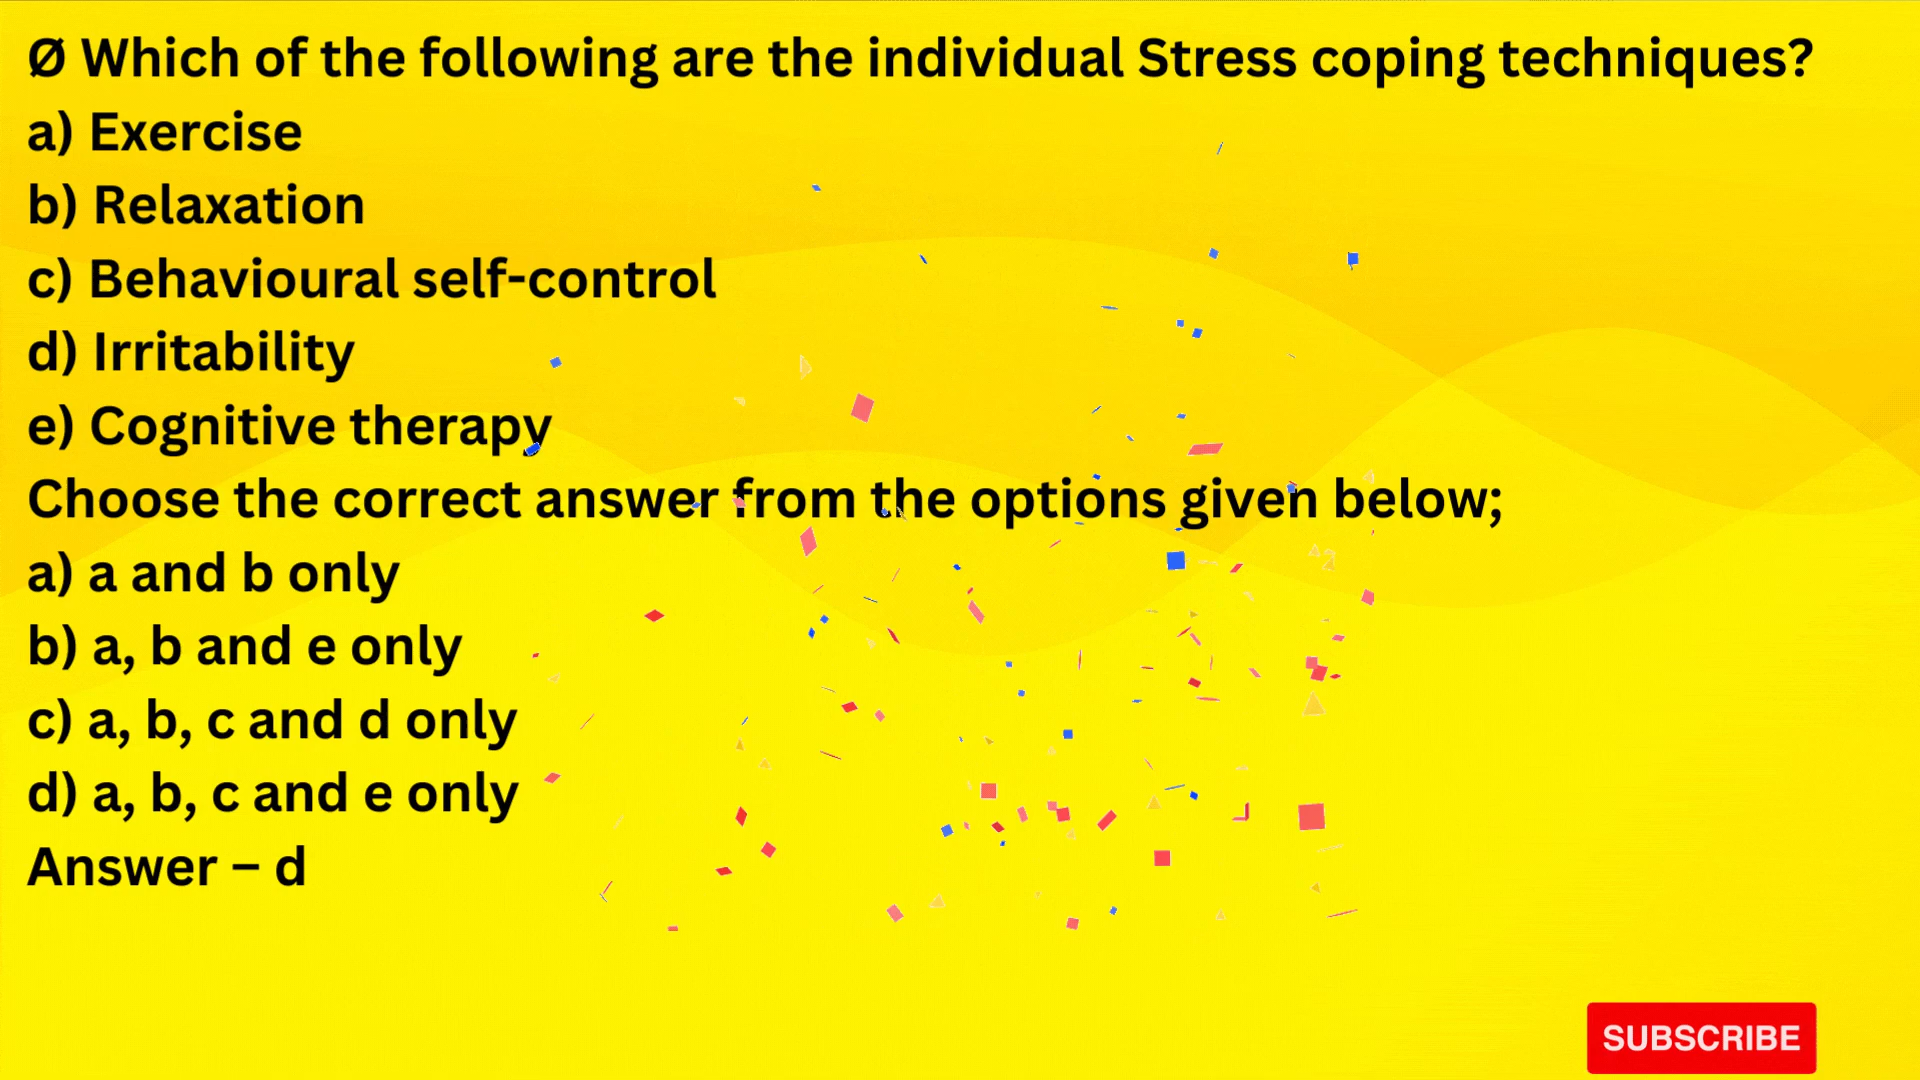 Ø Which of the following are the individual Stress coping techniques?
a) Exercise
b) Relaxation
c) Behavioural self-control
d) Irritability
e) Cognitive therapy
Choose the correct answer from the options given below;
a) a and b only
b) a, b and e only
c) a, b, c and d only
d) a, b, c and e only
Answer – d
SUBSCRIBE